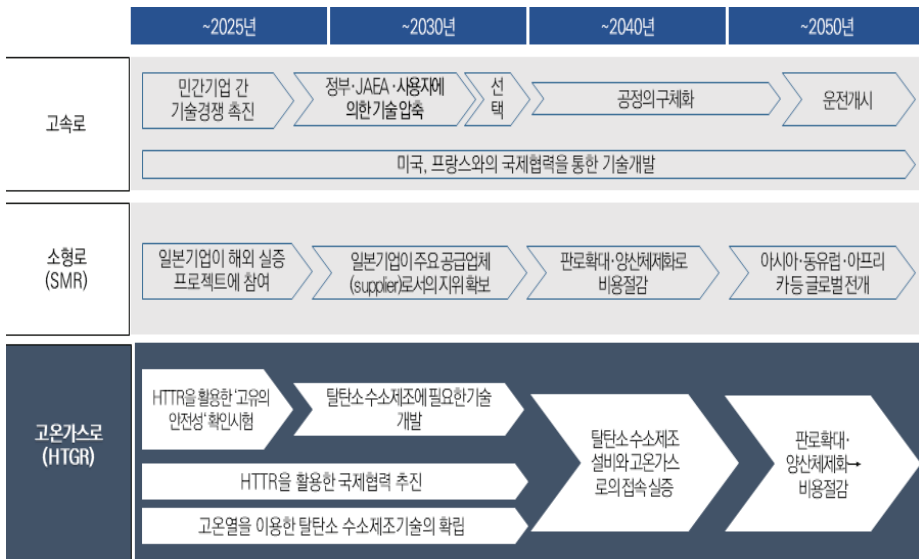 ~2025년
~2030년
~2040년
~2050년
고속로
민간기업 간
기술경쟁 촉진
정부·JAEA·사용자에
의한 기술 압축
선
택
공정의 구체화
운전개시
미국, 프랑스와의 국제협력을 통한 기술개발
소형로
(SMR)
일본기업이 해외 실증
프로젝트에 참여
일본기업이 주요 공급업체
(supplier)로서의 지위 확보
판로확대·양산체제화로
비용절감
아시아·동유럽·아프리
카 등 글로벌 전개
고온가스로
(HTGR)
HTTR을 활용한 '고유의
안전성' 확인시험
탈탄소 수소제조에 필요한 기술
개발
HTTR을 활용한 국제협력 추진
고온열을 이용한 탈탄소 수소제조기술의 확립
탈탄소 수소제조
설비와 고온가스
로의 접속 실증
판로확대·
양산체제화→
비용절감